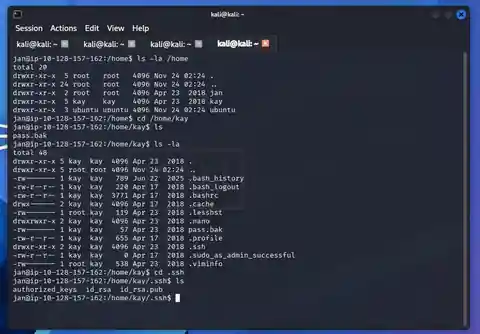 kali@kali: ~
Session Actions Edit View Help
kali@kali: ~ kali@kali: ~ kali@kali: ~ kali@kali: ~
jan@ip-10-128-157-162:/home$ ls -la /home
total 20
drwxr-xr-x 5 root root 4096 Nov 24 02:24 .
drwxr-xr-x 24 root root 4096 Nov 24 02:24 ..
drwxr-xr-x 2 root root 4096 Apr 23 2018 jan
drwxr-xr-x 5 kay kay 4096 Apr 23 2018 kay
drwxr-xr-x 3 ubuntu ubuntu 4096 Nov 24 02:24 ubuntu
jan@ip-10-128-157-162:/home$ cd /home/kay
jan@ip-10-128-157-162:/home/kay$ ls
pass.bak
jan@ip-10-128-157-162:/home/kay$ ls -la
total 48
drwxr-xr-x 5 kay kay 4096 Apr 23 2018 .
drwxr-xr-x 5 root root 4096 Nov 24 02:24 ..
-rw------- 1 kay kay 789 Jun 22 2025 .bash_history
-rw-r--r-- 1 kay kay 220 Apr 17 2018 .bash_logout
-rw-r--r-- 1 kay kay 3771 Apr 17 2018 .bashrc
drwx------ 2 kay kay 4096 Apr 17 2018 .cache
-rw------- 1 root kay 119 Apr 23 2018 .lesshst
drwxrwxr-x 2 kay kay 4096 Apr 23 2018 .nano
-rw------- 1 kay kay 57 Apr 23 2018 pass.bak
-rw-r--r-- 1 kay kay 655 Apr 17 2018 .profile
drwxr-xr-x 2 kay kay 4096 Apr 23 2018 .ssh
-rw-r--r-- 1 kay kay 0 Apr 17 2018 .sudo_as_admin_successful
-rw------- 1 root kay 538 Apr 23 2018 .viminfo
jan@ip-10-128-157-162:/home/kay$ cd .ssh
jan@ip-10-128-157-162:/home/kay/.ssh$ ls
authorized_keys id_rsa id_rsa.pub
jan@ip-10-128-157-162:/home/kay/.ssh$